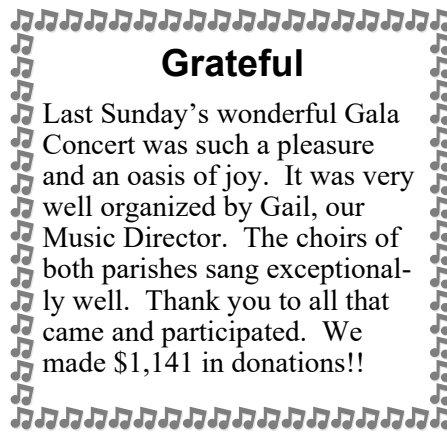 Grateful
Last Sunday’s wonderful Gala
Concert was such a pleasure
and an oasis of joy.  It was very
well organized by Gail, our
Music Director.  The choirs of
both parishes sang exceptional-
ly well.  Thank you to all that
came and participated.  We
made $1,141 in donations!!